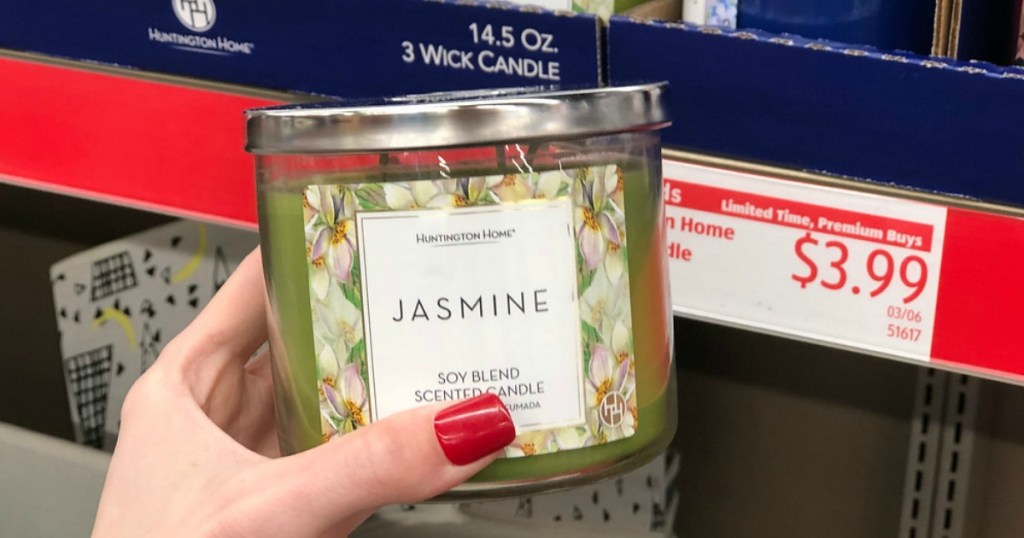 HUNTINGTON HOME®
14.5 OZ.
3 WICK CANDLE
HUNTINGTON HOME®
JASMINE
SOY BLEND
SCENTED CANDLE
ds
Limited Time, Premium Buys
n Home
dle
$3.99
03/06
51617